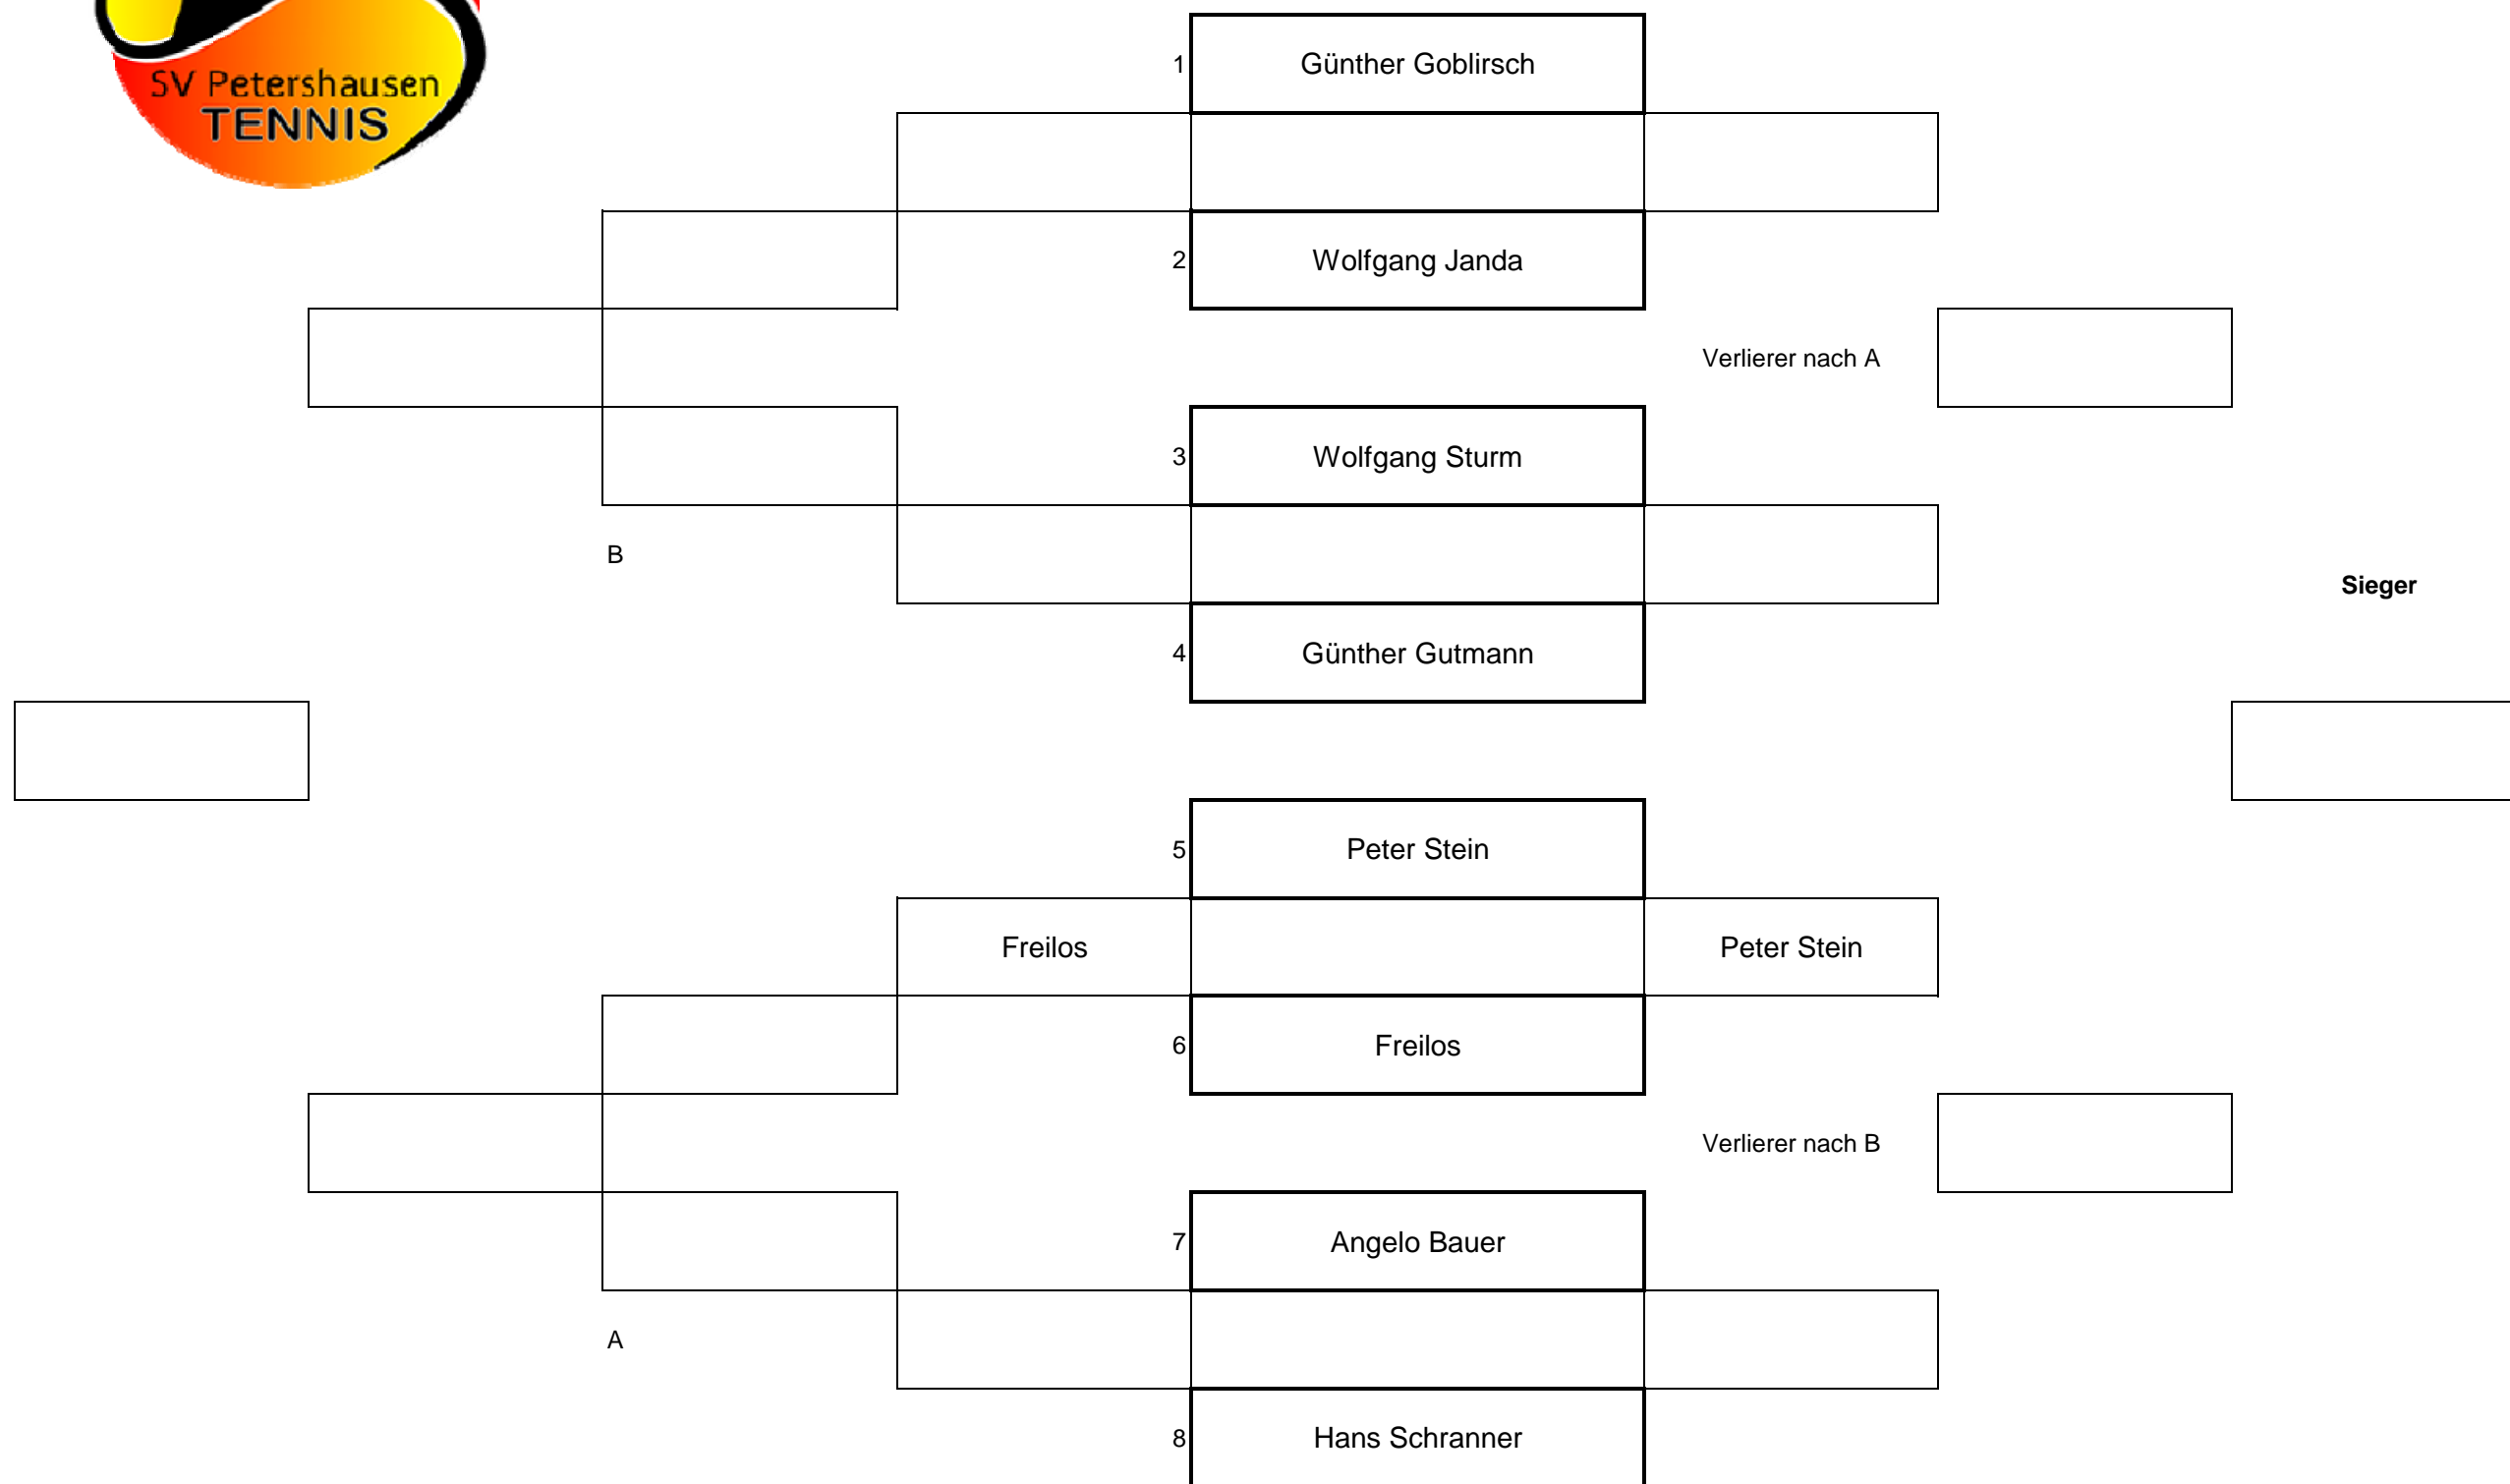 SV Petershausen
TENNIS
1 Günther Goblirsch
2 Wolfgang Janda
Verlierer nach A
3 Wolfgang Sturm
B
Sieger
4 Günther Gutmann
5 Peter Stein
Freilos
Peter Stein
6 Freilos
Verlierer nach B
7 Angelo Bauer
A
8 Hans Schranner